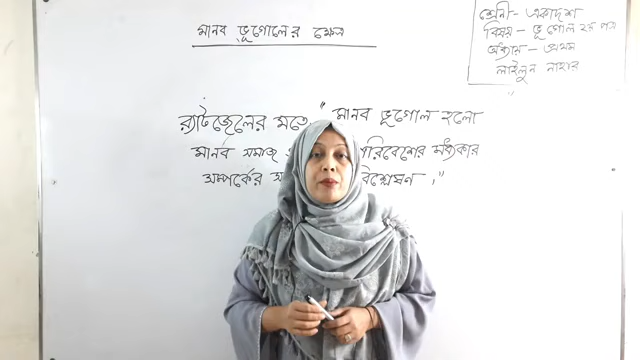 মানব ভূগোলের ক্ষেত্র
শ্রেনী - একাদশ
বিষয় - ভূগোল ২য় পত্র
অধ্যায় - প্রথম
লাইলুন নাহার
র‍্যাটজেলের মতে " মানব ভূগোল হলো
মানব সমাজ পরিবেশের মধ্যকার
সম্পর্কের বিশ্লেষন ।"